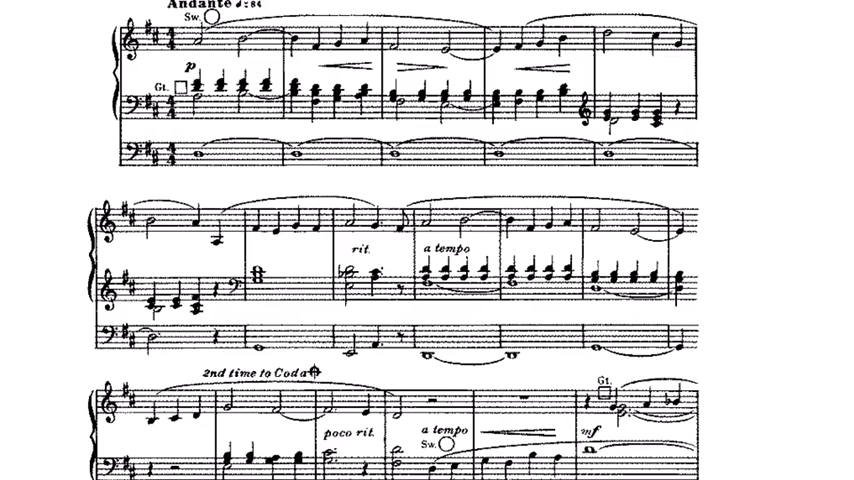 Andante ♩=84
Sw.
p
Gt.
rit. a tempo
2nd time to Coda
Gt.
poco rit. a tempo
Sw. mf